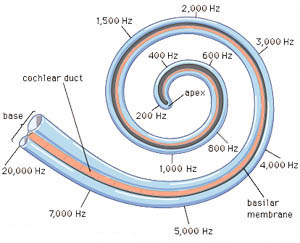 2,000 Hz
1,500 Hz
3,000 Hz
400 Hz
600 Hz
cochlear duct
apex
base
200 Hz
800 Hz
1,000 Hz
4,000 Hz
20,000 Hz
basilar
membrane
7,000 Hz
5,000 Hz